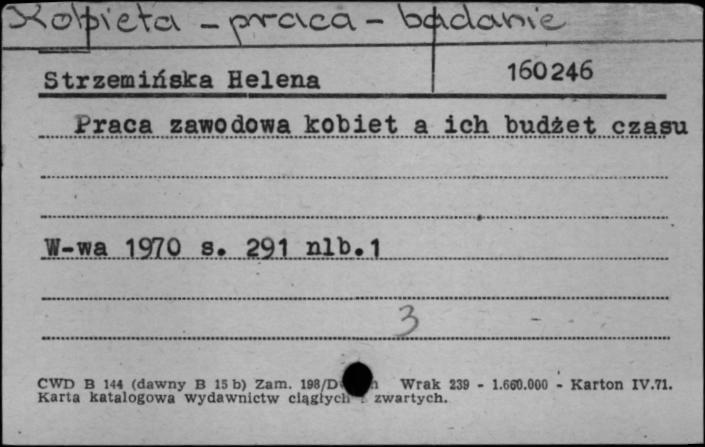 Kobieta - praca - badanie
Strzemińska Helena 160246
Praca zawodowa kobiet a ich budżet czasu
W-wa 1970 s. 291 nlb.1
3
CWD B 144 (dawny B 15 b) Zam. 198/D Wrak 239 - 1.660.000 - Karton IV.71.
Karta katalogowa wydawnictw ciągłych i zwartych.